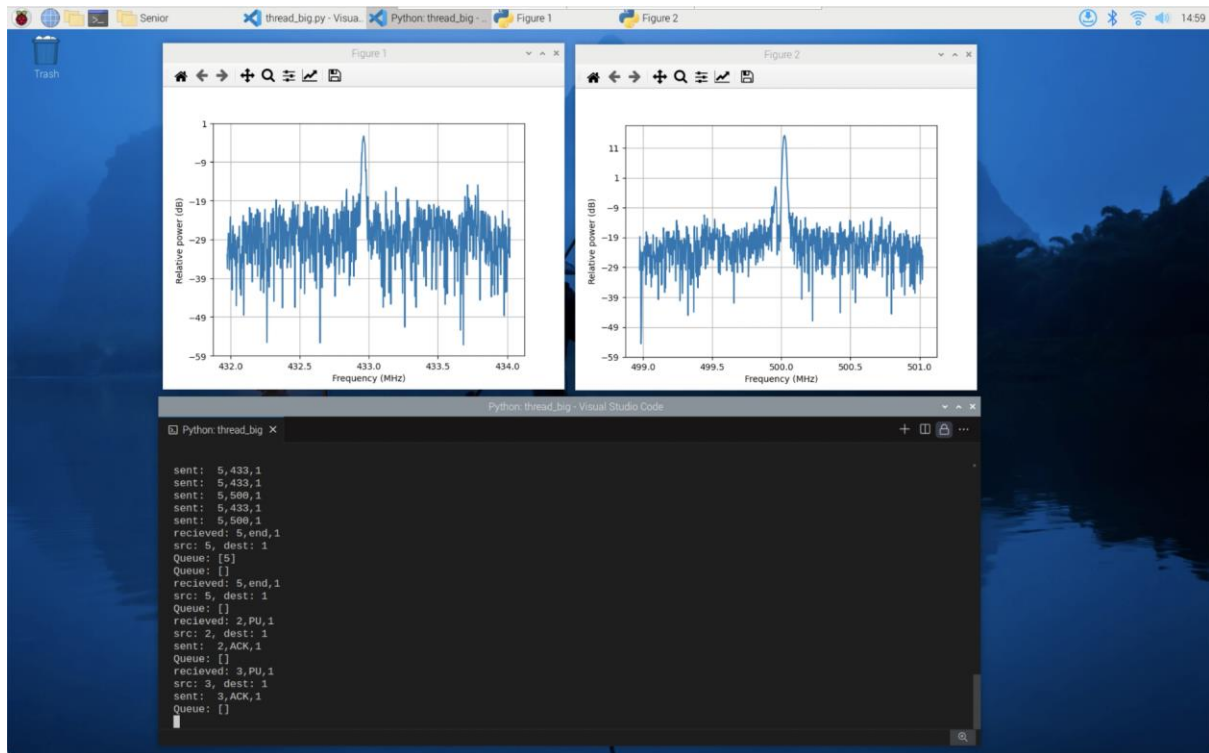 Senior
thread_big.py - Visua..
Python: thread_big - ..
Figure 1
Figure 2
14:59
Trash
Figure 1
1
−9
−19
−29
−39
−49
−59
Relative power (dB)
432.0 432.5 433.0 433.5 434.0
Frequency (MHz)
Figure 2
11
1
−9
−19
−29
−39
−49
−59
Relative power (dB)
499.0 499.5 500.0 500.5 501.0
Frequency (MHz)
Python: thread_big - Visual Studio Code
Python: thread_big
sent: 5,433,1
sent: 5,433,1
sent: 5,500,1
sent: 5,433,1
sent: 5,500,1
recieved: 5,end,1
src: 5, dest: 1
Queue: [5]
Queue: []
recieved: 5,end,1
src: 5, dest: 1
Queue: []
recieved: 2,PU,1
src: 2, dest: 1
sent: 2,ACK,1
Queue: []
recieved: 3,PU,1
src: 3, dest: 1
sent: 3,ACK,1
Queue: []